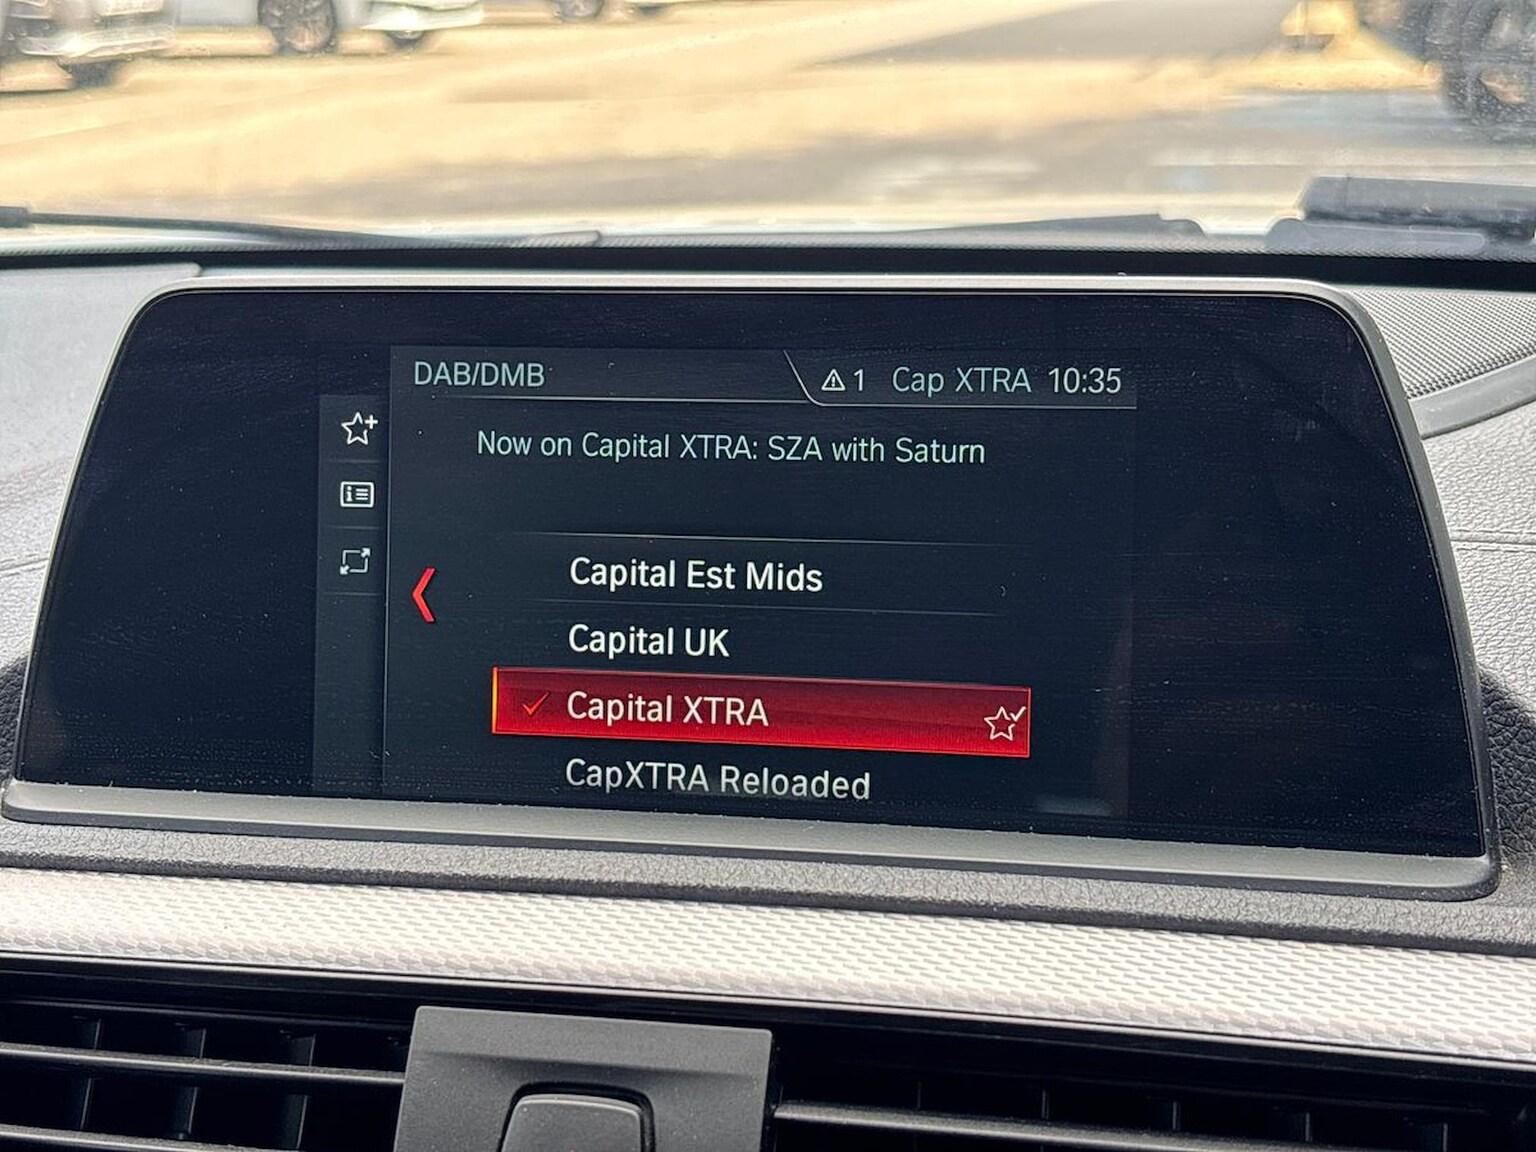 DAB/DMB
1 Cap XTRA 10:35
Now on Capital XTRA: SZA with Saturn
Capital Est Mids
Capital UK
Capital XTRA
CapXTRA Reloaded